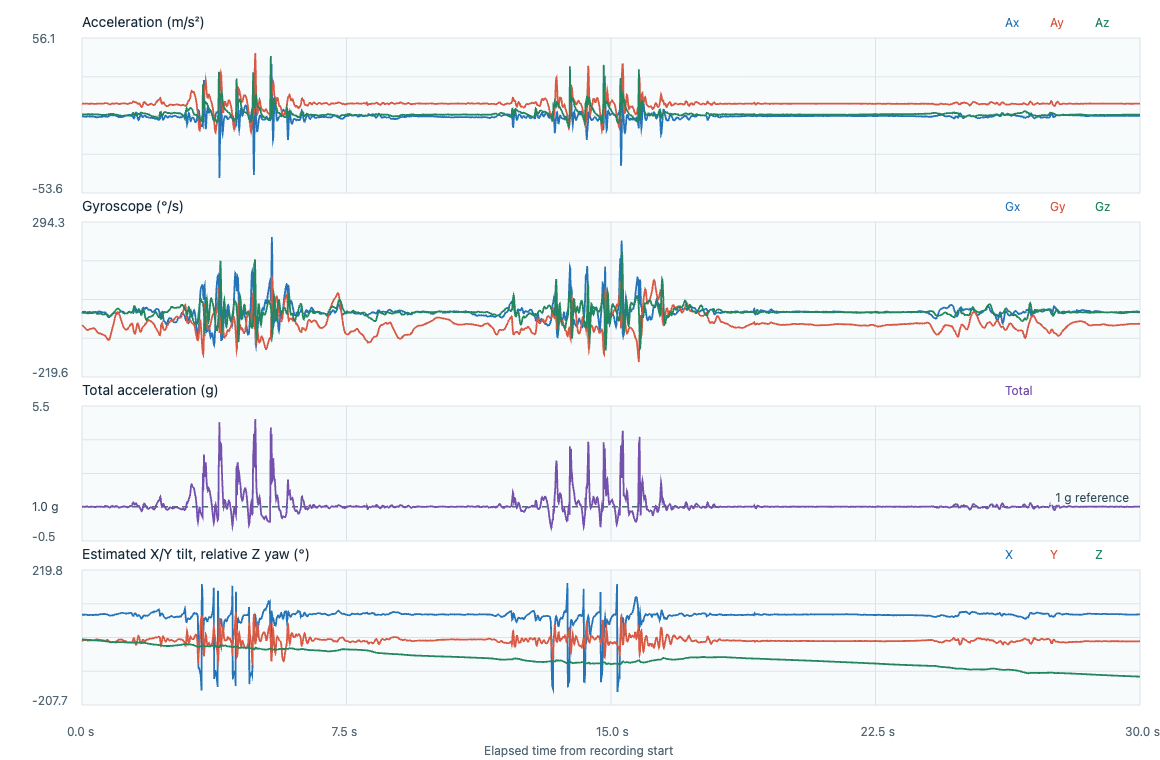 Acceleration (m/s²) Ax Ay Az
56.1
-53.6
Gyroscope (°/s) Gx Gy Gz
294.3
-219.6
Total acceleration (g) Total
5.5
1 g reference
1.0 g
-0.5
Estimated X/Y tilt, relative Z yaw (°) X Y Z
219.8
-207.7
0.0 s 7.5 s 15.0 s 22.5 s 30.0 s
Elapsed time from recording start